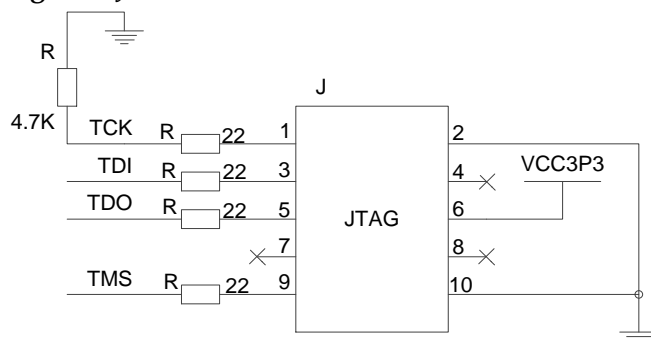 R
4.7K
J
TCK R 22 1 2
TDI R 22 3 4 VCC3P3
TDO R 22 5 JTAG 6
7 8
TMS R 22 9 10